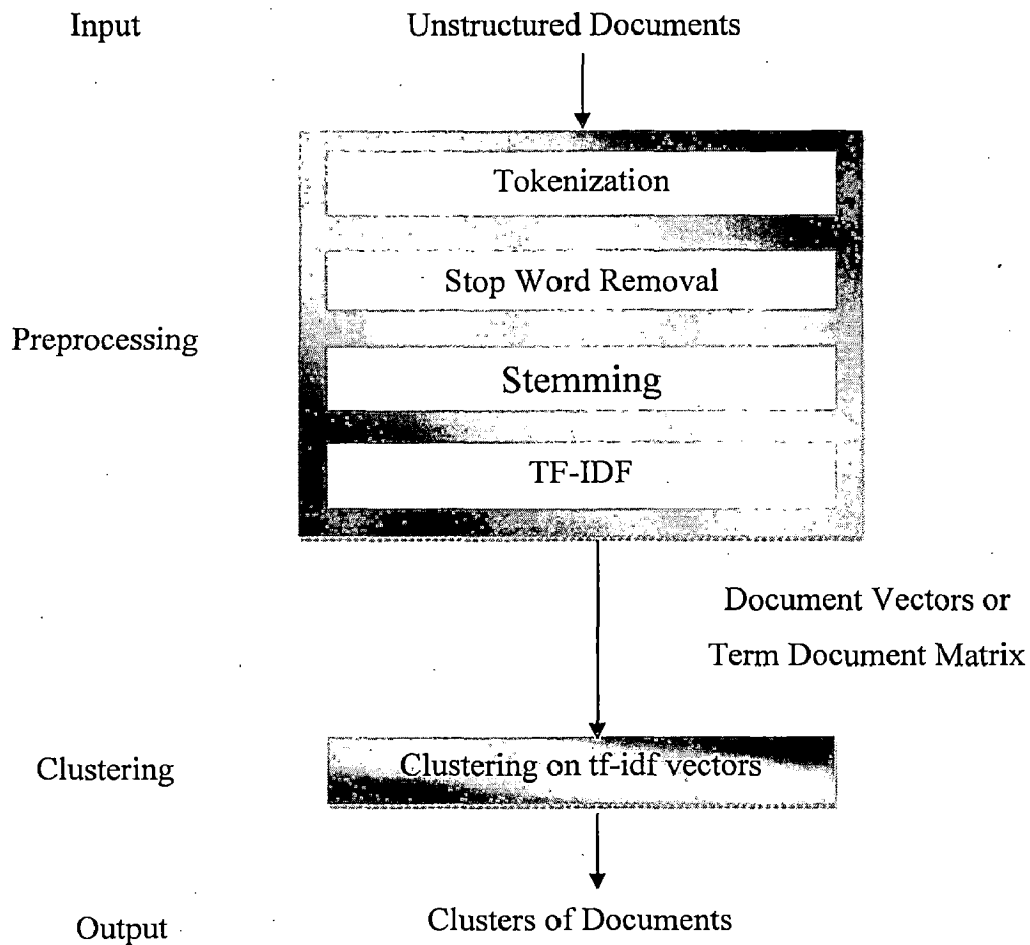 Input
Unstructured Documents
Tokenization
Stop Word Removal
Preprocessing
Stemming
TF-IDF
Document Vectors or
Term Document Matrix
Clustering
Clustering on tf-idf vectors
Output
Clusters of Documents